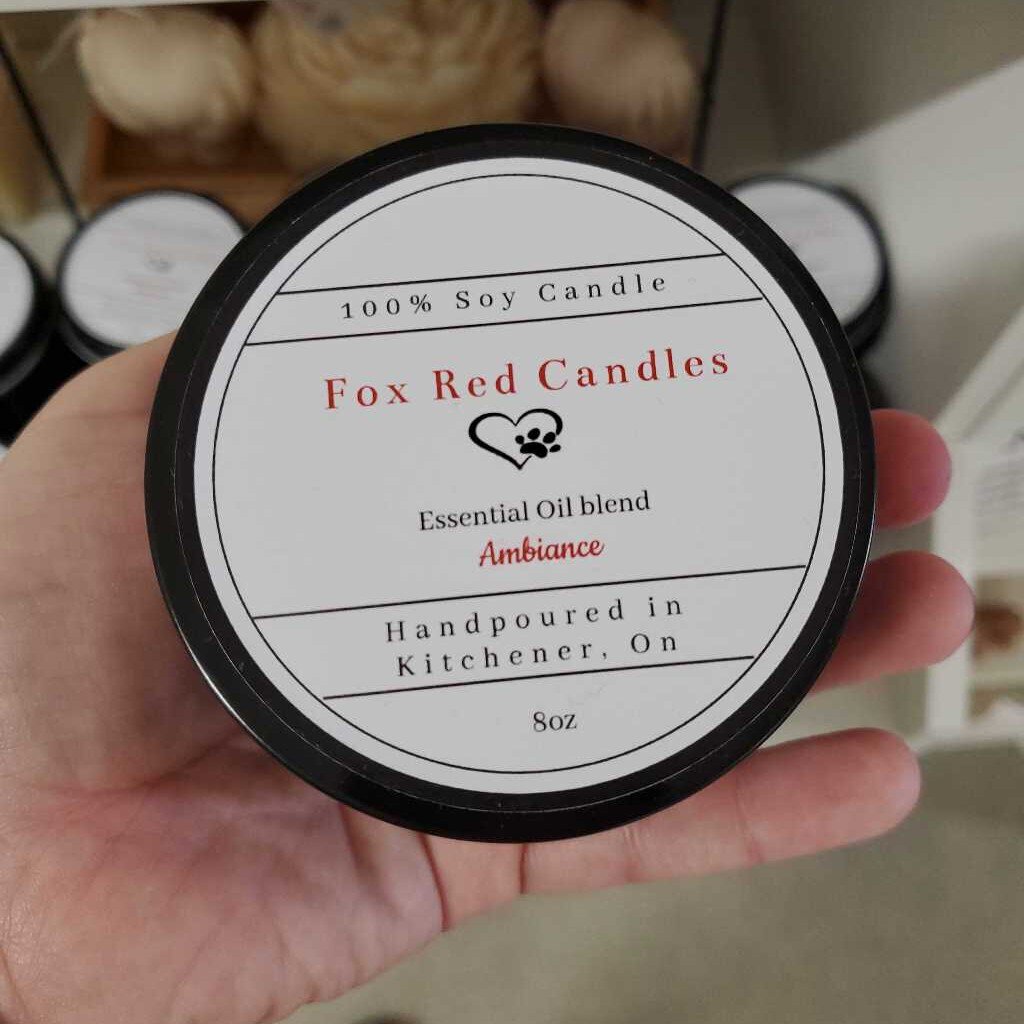 100% Soy Candle
Fox Red Candles
Essential Oil blend
Ambiance
Handpoured in
Kitchener, On
8oz